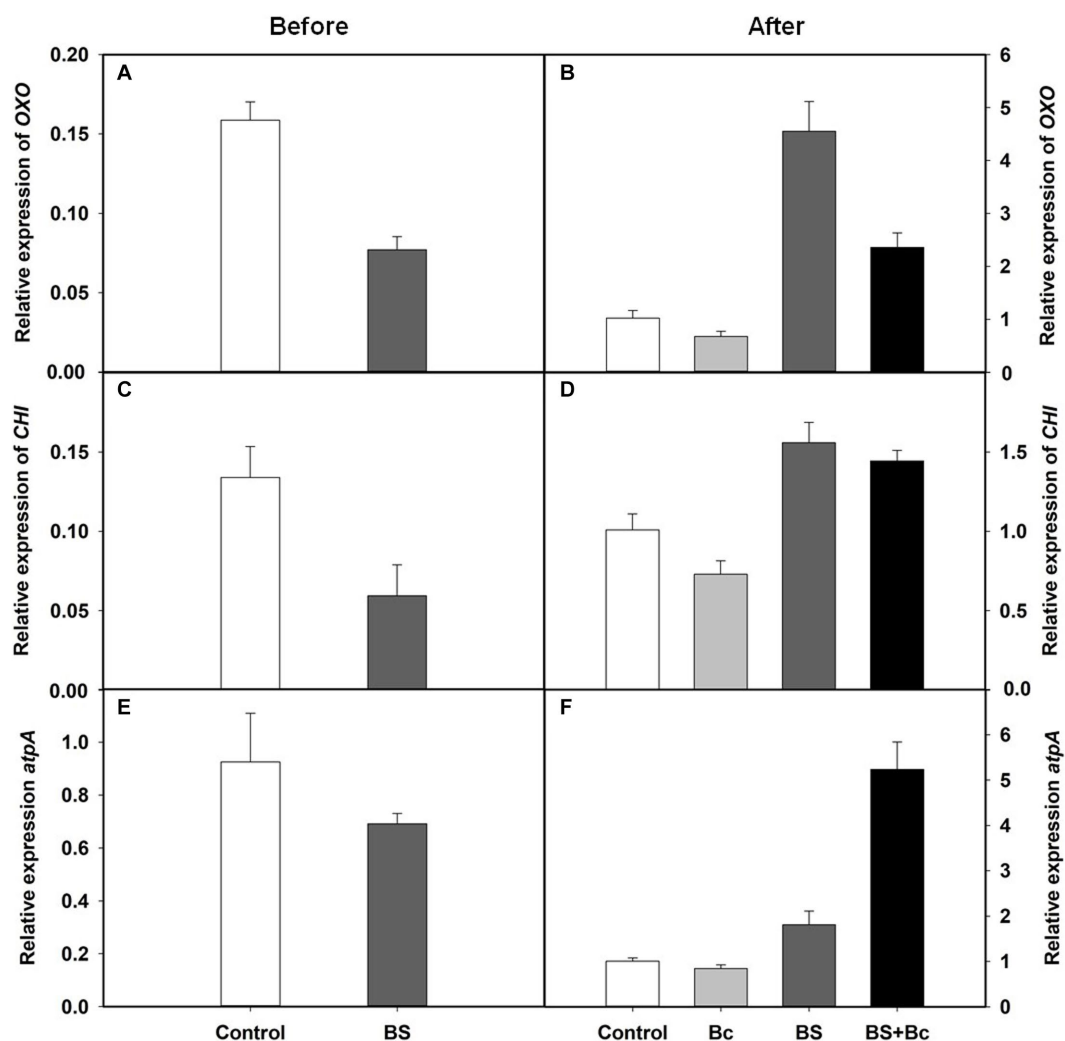 Before
After
Relative expression of OXO
0.20
0.15
0.10
0.05
0.00
A
B
6
5
4
3
2
1
0
Relative expression of OXO
Relative expression of CHI
0.15
0.10
0.05
0.00
C
D
1.5
1.0
0.5
0.0
Relative expression of CHI
Relative expression atpA
1.0
0.8
0.6
0.4
0.2
0.0
E
F
6
5
4
3
2
1
0
Relative expression atpA
Control
BS
Control
Bc
BS
BS+Bc